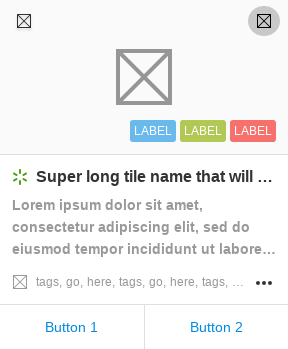 LABEL LABEL LABEL
Super long tile name that will …
Lorem ipsum dolor sit amet,
consectetur adipiscing elit, sed do
eiusmod tempor incididunt ut labore…
tags, go, here, tags, go, here, tags, …
Button 1 Button 2